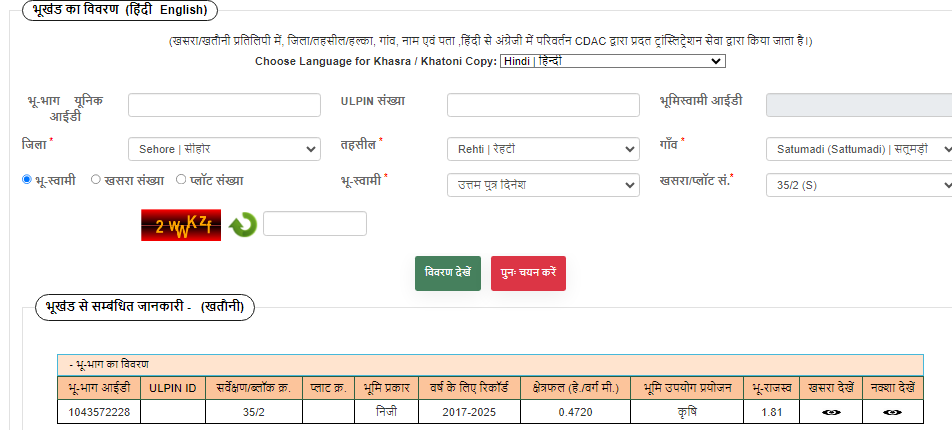 भूखंड का विवरण (हिंदी English)
(खसरा/खतौनी प्रतिलिपि में, जिला/तहसील/हल्का, गांव, नाम एवं पता ,हिंदी से अंग्रेजी में परिवर्तन CDAC द्वारा प्रदत ट्रांस्लिट्रेशन सेवा द्वारा किया जाता है।)
Choose Language for Khasra / Khatoni Copy: Hindi | हिन्दी
भू-भाग यूनिक आईडी ULPIN संख्या भूमिस्वामी आईडी
जिला * Sehore | सीहोर तहसील * Rehti | रेहटी गाँव * Satumadi (Sattumadi) | सतूमड़ी
भू-स्वामी खसरा संख्या प्लॉट संख्या भू-स्वामी * उत्तम पुत्र दिनेश खसरा/प्लॉट सं.* 35/2 (S)
2 w W K Z f
विवरण देखें पुनः चयन करें
भूखंड से सम्बंधित जानकारी - (खतौनी)
- भू-भाग का विवरण
भू-भाग आईडी ULPIN ID सर्वेक्षण/ब्लॉक क्र. प्लाट क्र. भूमि प्रकार वर्ष के लिए रिकॉर्ड क्षेत्रफल (हे./वर्ग मी.) भूमि उपयोग प्रयोजन भू-राजस्व खसरा देखें नक्शा देखें
1043572228 35/2 निजी 2017-2025 0.4720 कृषि 1.81